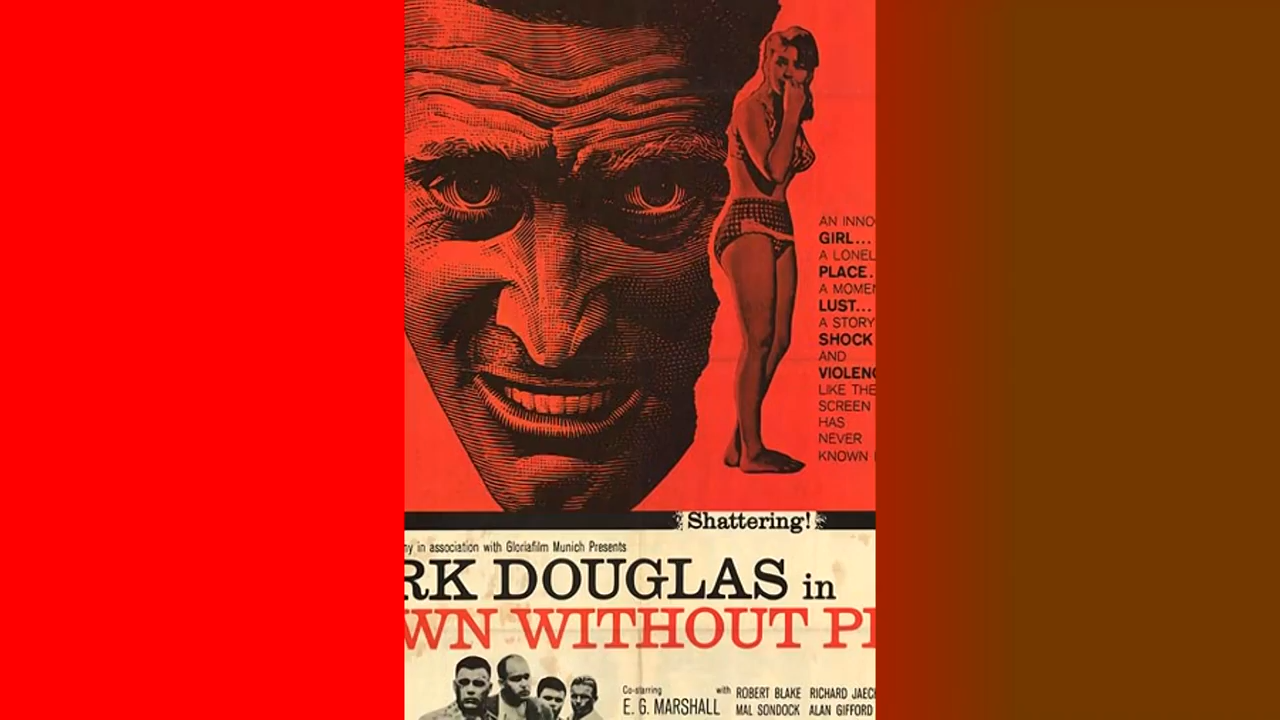 AN INNO
GIRL...
A LONEL
PLACE.
A MOMEN
LUST...
A STORY
SHOCK
AND
VIOLENC
LIKE THE
SCREEN
HAS
NEVER
KNOWN
Shattering!
ny in association with Gloriafilm Munich Presents
RK DOUGLAS in
WN WITHOUT PI
Co-starring
E. G. MARSHALL
with ROBERT BLAKE RICHARD JAECK
MAL SONDOCK ALAN GIFFORD